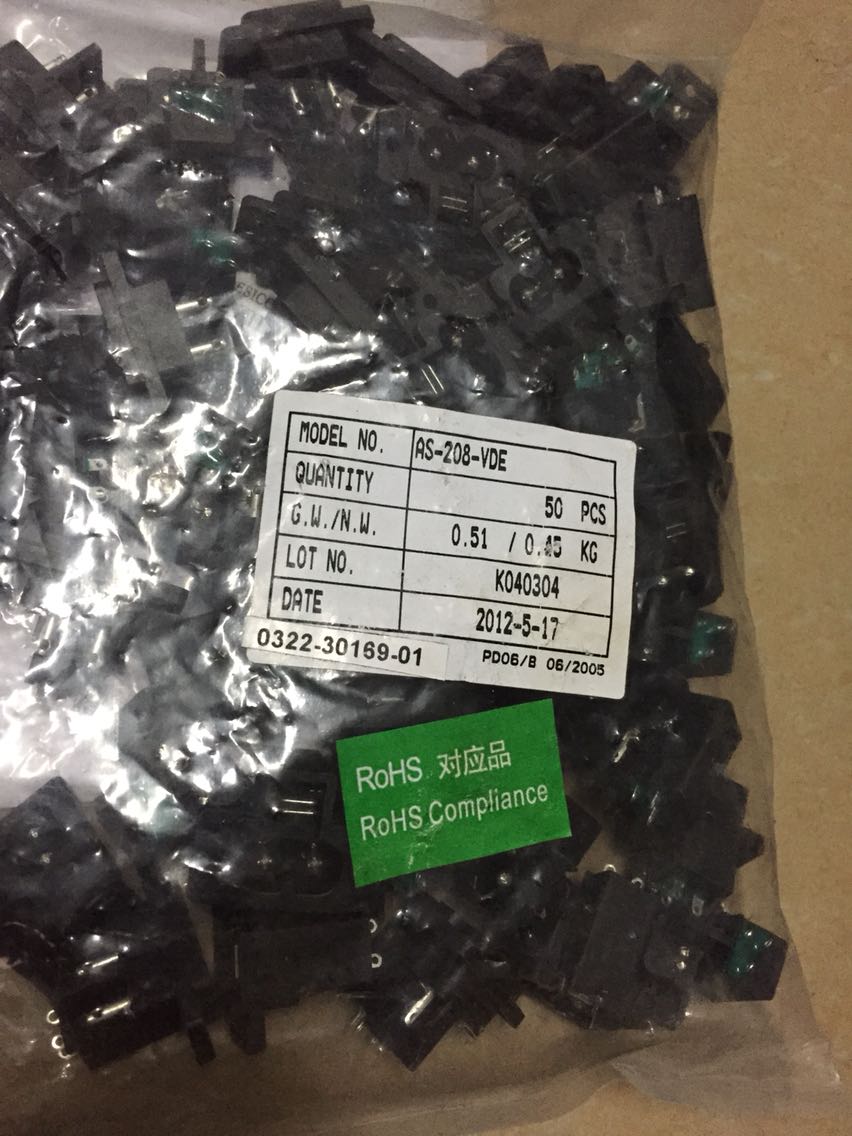 MODEL NO. AS-208-VDE
QUANTITY 50 PCS
G.W./N.W. 0.51 / 0.45 KG
LOT NO. K040304
DATE 2012-5-17
0322-30169-01 PD06/B 06/2005
RoHS 对应品
RoHS Compliance